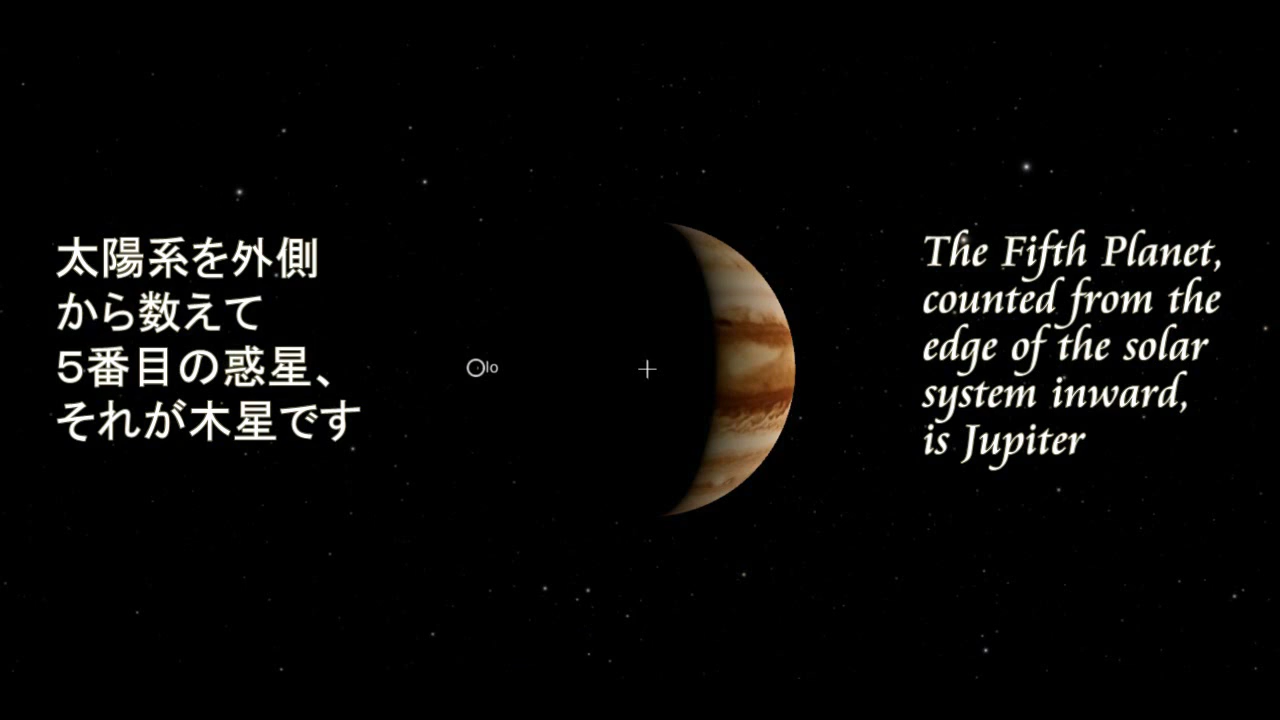 太陽系を外側
から数えて
5番目の惑星、
それが木星です
Io
The Fifth Planet,
counted from the
edge of the solar
system inward,
is Jupiter